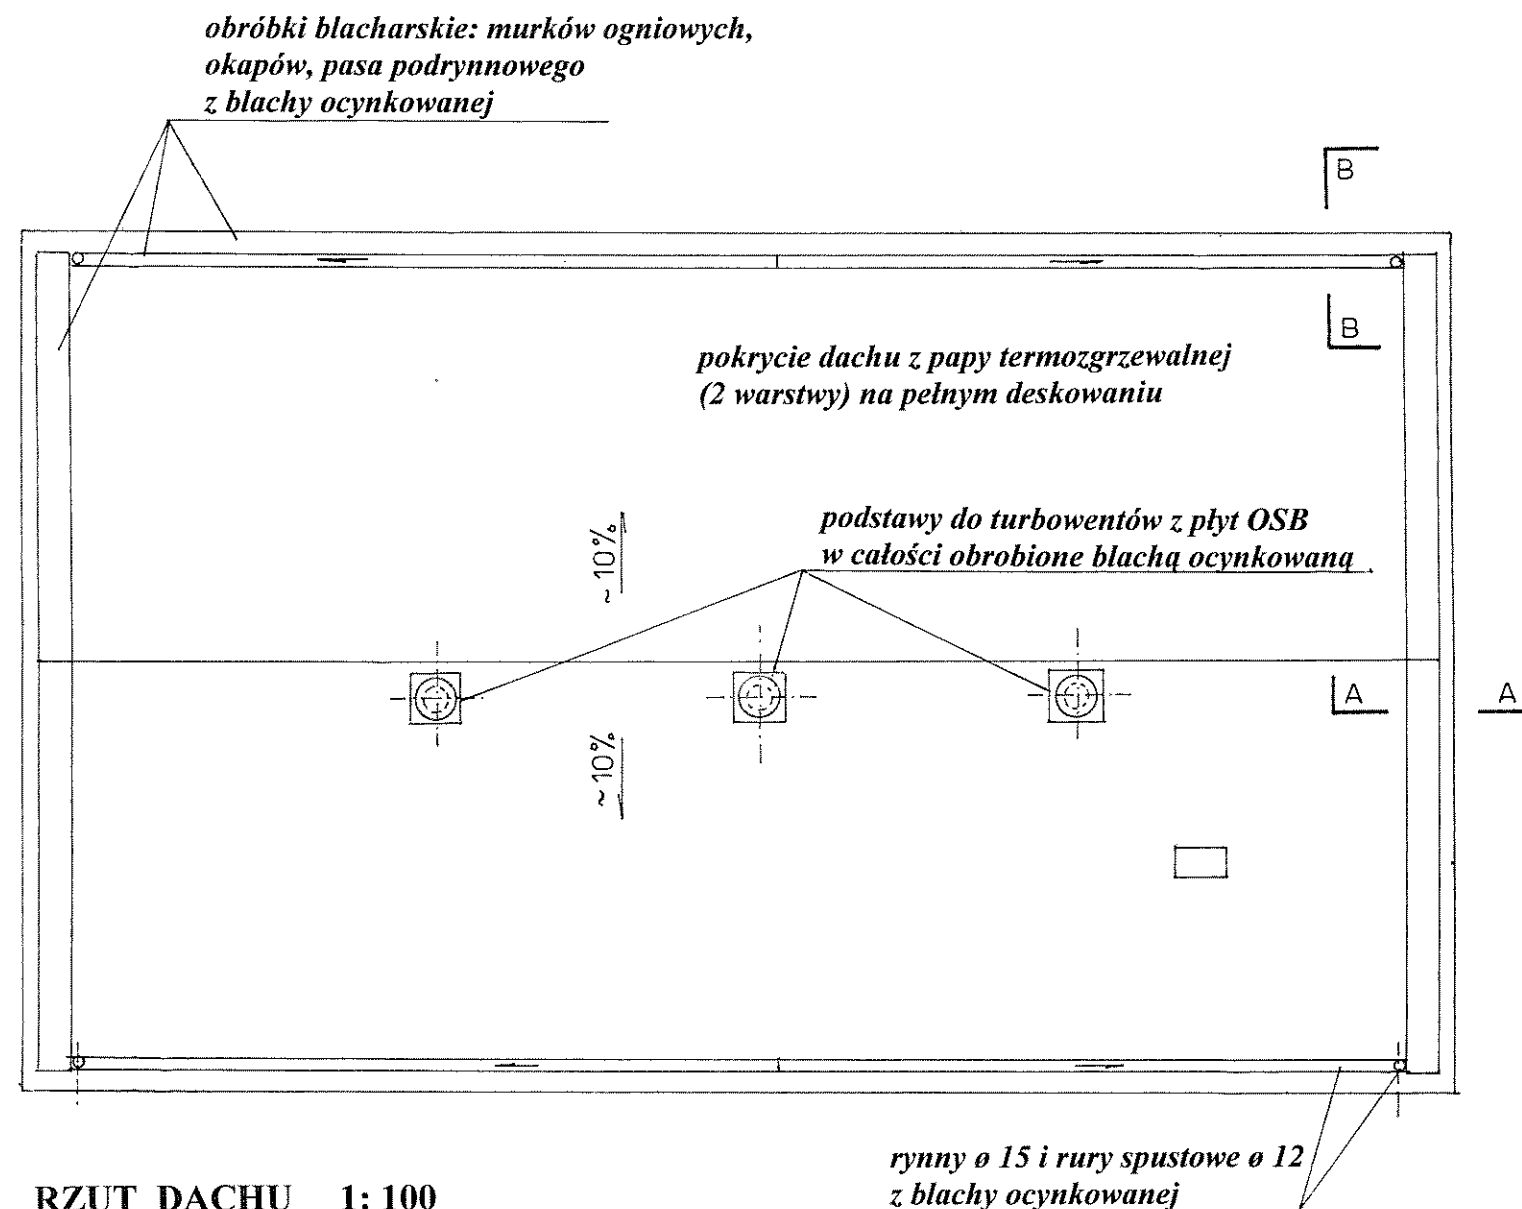 obróbki blacharskie: murków ogniowych,
okapów, pasa podrynnowego
z blachy ocynkowanej
B
B
pokrycie dachu z papy termozgrzewalnej
(2 warstwy) na pełnym deskowaniu
~10%
podstawy do turbowentów z płyt OSB
w całości obrobione blachą ocynkowaną
A
A
~10%
rynny ø 15 i rury spustowe ø 12
z blachy ocynkowanej
RZUT DACHU 1: 100